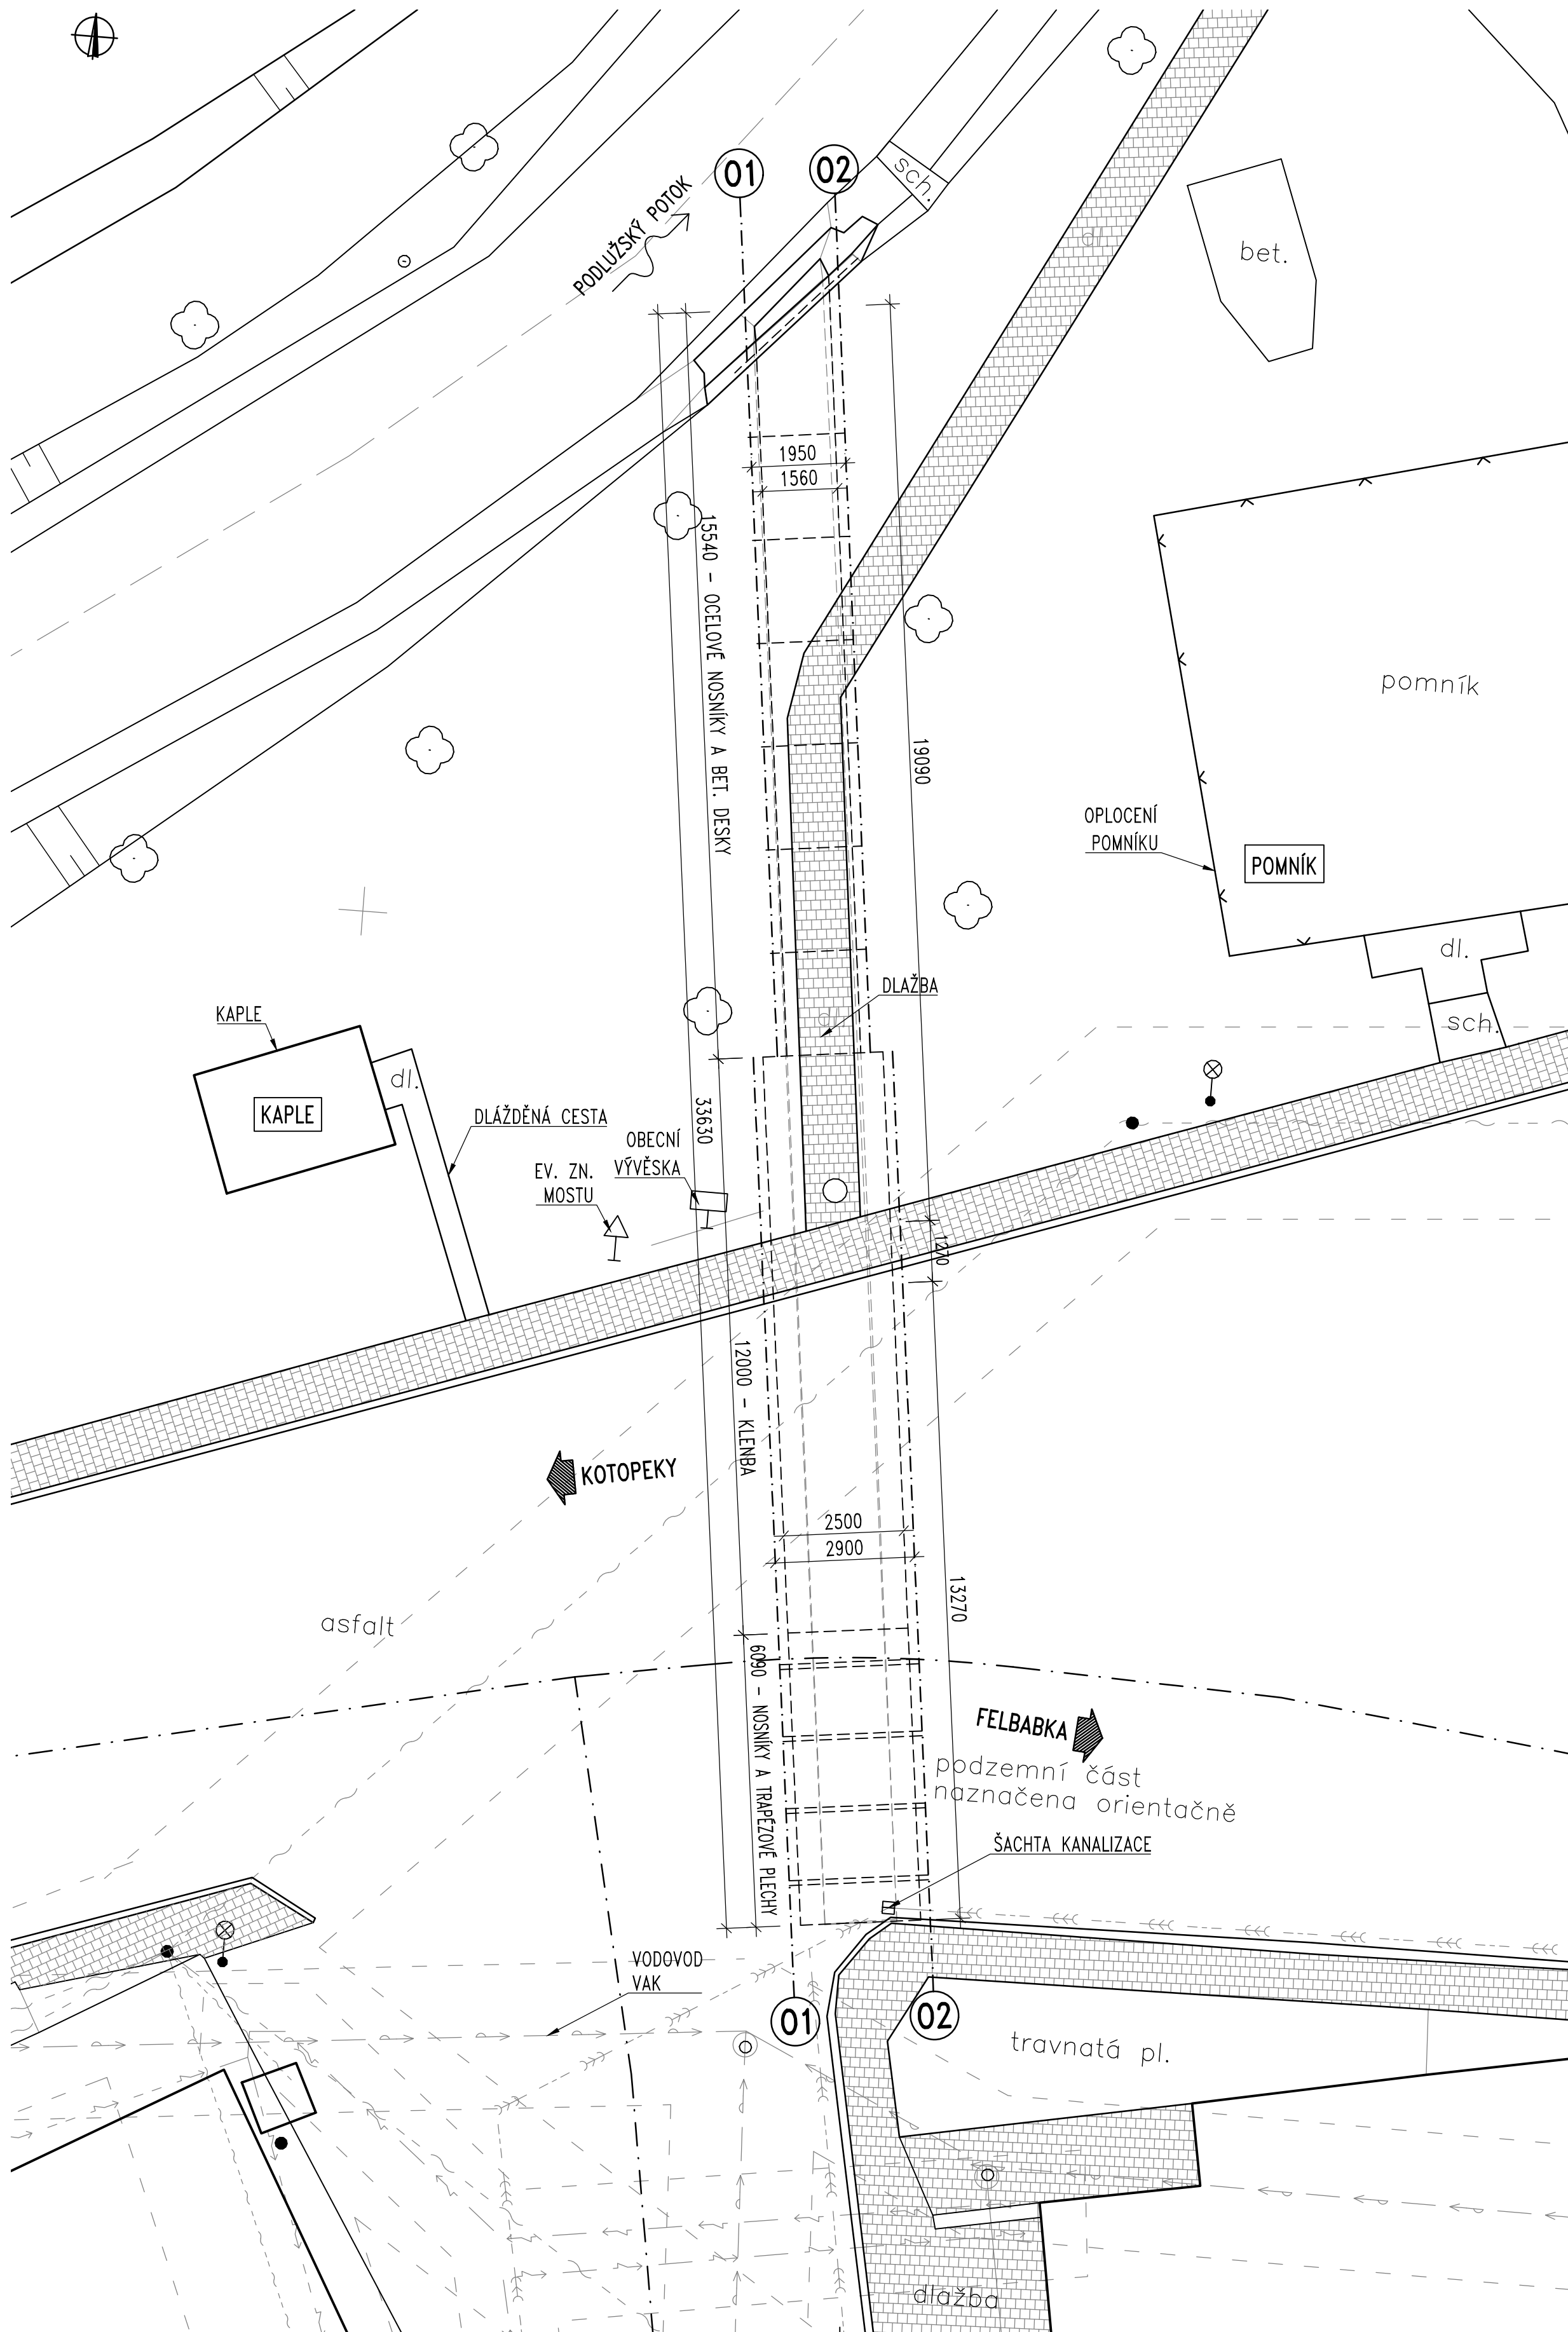 01
02
sch.
PODLUŽSKÝ POTOK
dl.
bet.
1950
1560
15540 - OCELOVÉ NOSNÍKY A BET. DESKY
19090
pomník
OPLOCENÍ
POMNÍKU
POMNÍK
dl.
sch.
DLAŽBA
KAPLE
KAPLE
dl.
DLÁŽDĚNÁ CESTA
33630
OBECNÍ
VÝVĚSKA
EV. ZN.
MOSTU
1270
12000 - KLENBA
KOTOPEKY
2500
2900
13270
asfalt
6090 - NOSNÍKY A TRAPÉZOVÉ PLECHY
FELBABKA
podzemní část
naznačena orientačně
ŠACHTA KANALIZACE
VODOVOD
VAK
01
02
travnatá pl.
dlažba